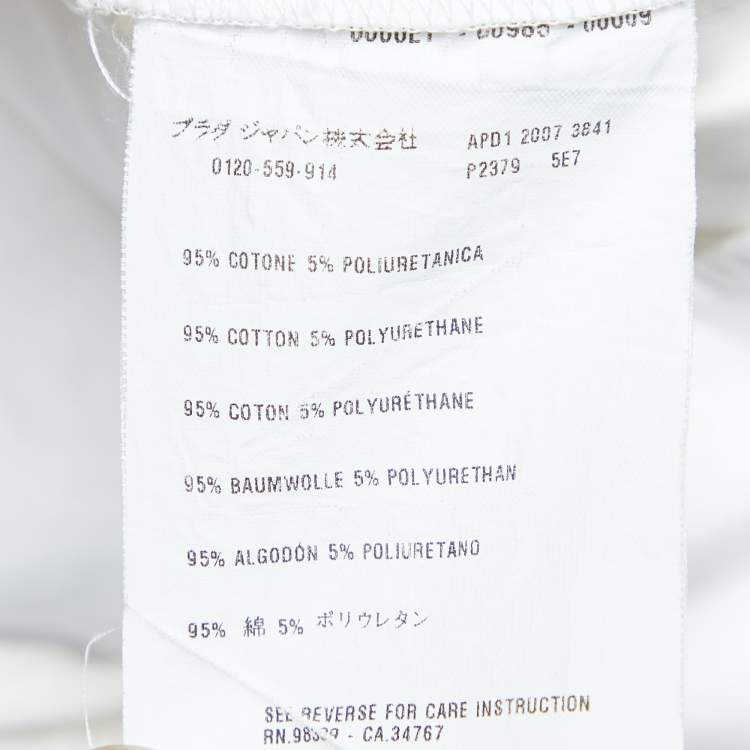 プラダ ジャパン株式会社 APD1 2007 3841
0120-559-914 P2379 5E7
95% COTONE 5% POLIURETANICA
95% COTTON 5% POLYURETHANE
95% COTON 5% POLYURÉTHANE
95% BAUMWOLLE 5% POLYURETHAN
95% ALGODÓN 5% POLIURETANO
95% 綿 5% ポリウレタン
SEE REVERSE FOR CARE INSTRUCTION
CA.34767